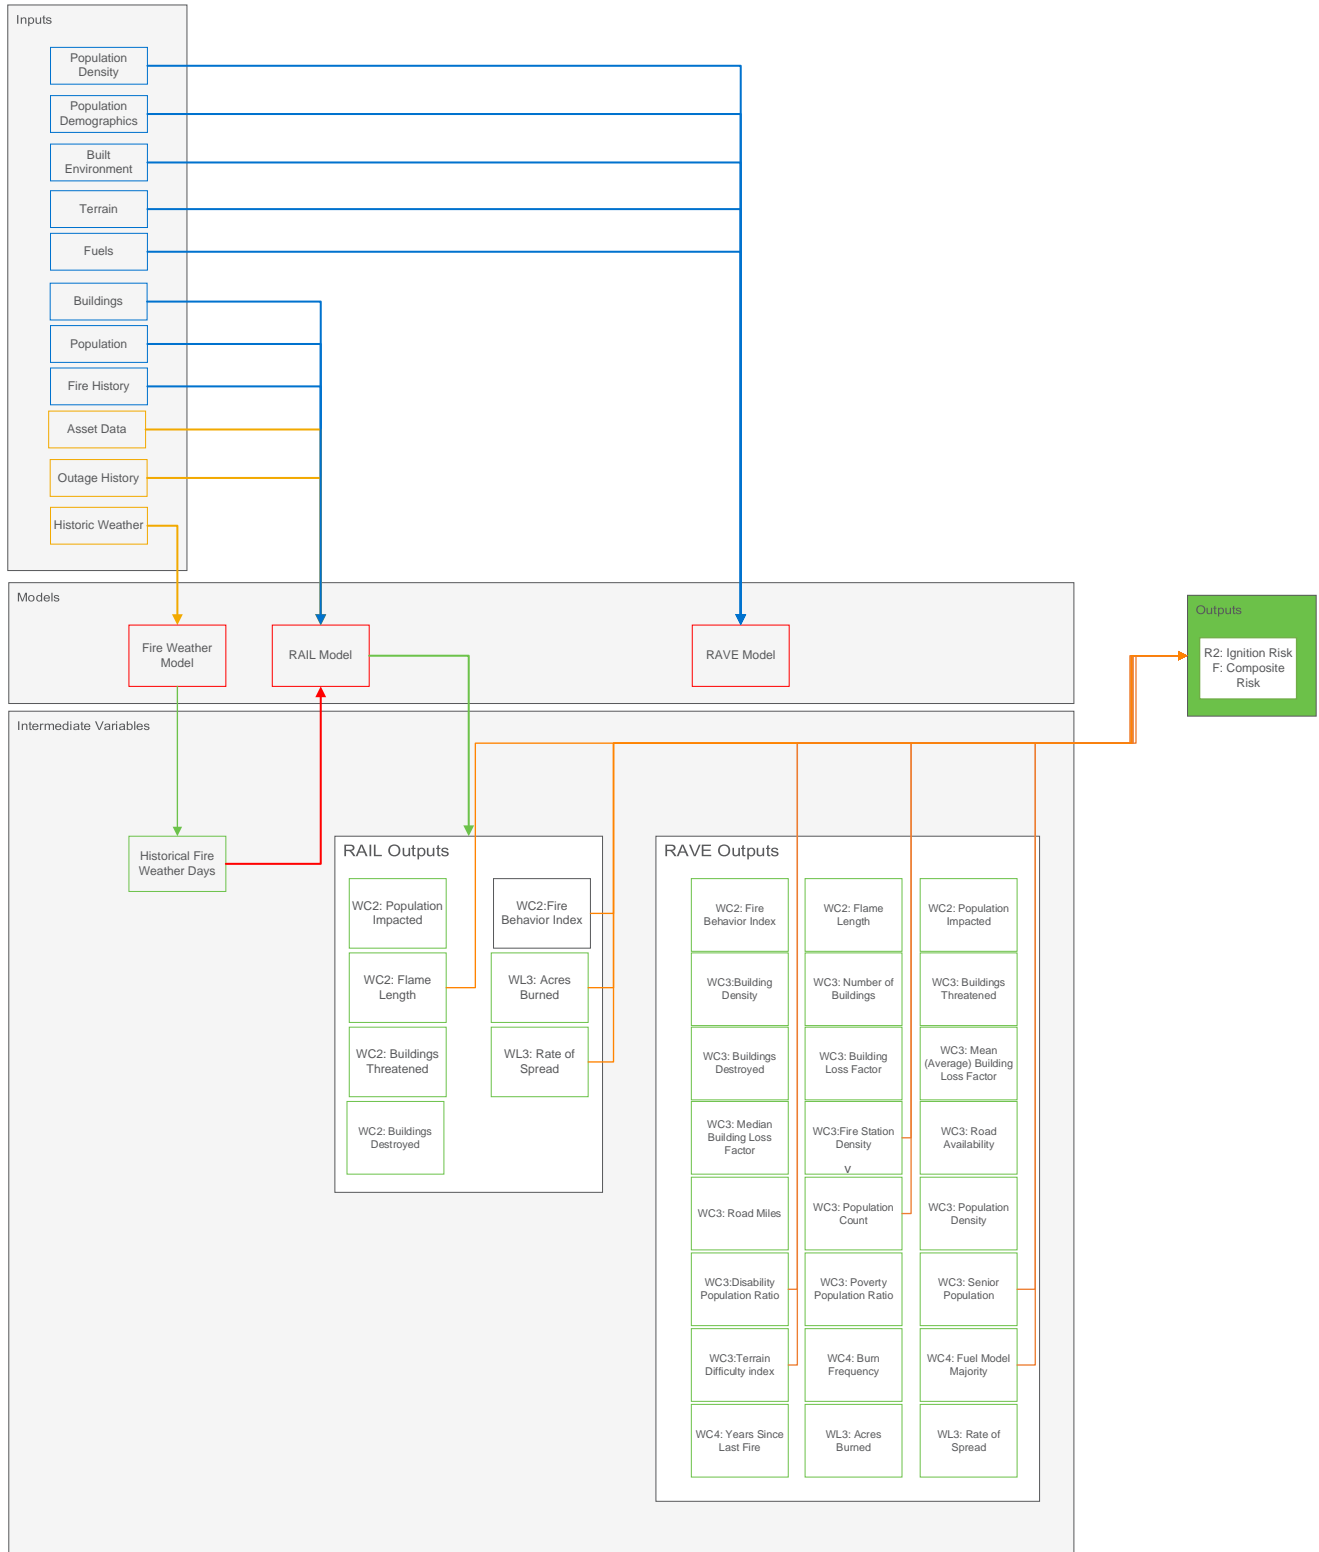 Inputs
Population
Density
Population
Demographics
Built
Environment
Terrain
Fuels
Buildings
Population
Fire History
Asset Data
Outage History
Historic Weather
Models
Fire Weather
Model
RAIL Model
RAVE Model
Outputs
R2: Ignition Risk
F: Composite
Risk
Intermediate Variables
Historical Fire
Weather Days
RAIL Outputs
WC2: Population
Impacted
WC2:Fire
Behavior Index
WC2: Flame
Length
WL3: Acres
Burned
WC2: Buildings
Threatened
WL3: Rate of
Spread
WC2: Buildings
Destroyed
RAVE Outputs
WC2: Fire
Behavior Index
WC2: Flame
Length
WC2: Population
Impacted
WC3:Building
Density
WC3: Number of
Buildings
WC3: Buildings
Threatened
WC3: Buildings
Destroyed
WC3: Building
Loss Factor
WC3: Mean
(Average) Building
Loss Factor
WC3: Median
Building Loss
Factor
WC3:Fire Station
Density
v
WC3: Road
Availability
WC3: Road Miles
WC3: Population
Count
WC3: Population
Density
WC3:Disability
Population Ratio
WC3: Poverty
Population Ratio
WC3: Senior
Population
WC3:Terrain
Difficulty index
WC4: Burn
Frequency
WC4: Fuel Model
Majority
WC4: Years Since
Last Fire
WL3: Acres
Burned
WL3: Rate of
Spread